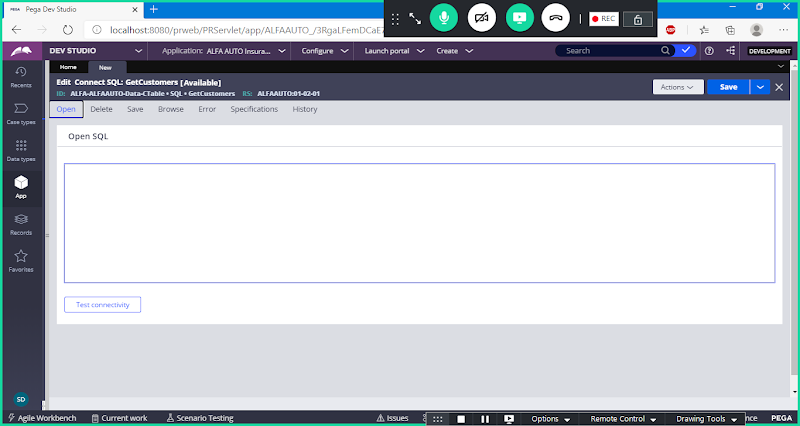 PEGA Pega Dev Studio
localhost:8080/prweb/PRServlet/app/ALFAAUTO_/3RgaLFemDCaE
REC
DEV STUDIO
Application: ALFA AUTO Insura...
Configure
Launch portal
Create
Search
DEVELOPMENT
Home
New
Edit Connect SQL: GetCustomers [Available]
ID: ALFA-ALFAAUTO-Data-CTable • SQL • GetCustomers RS: ALFAAUTO:01-02-01
Actions
Save
Open
Delete
Save
Browse
Error
Specifications
History
Open SQL
Test connectivity
Recents
Case types
Data types
App
Records
Favorites
SD
Agile Workbench
Current work
Scenario Testing
Issues
Options
Remote Control
Drawing Tools
nce
PEGA